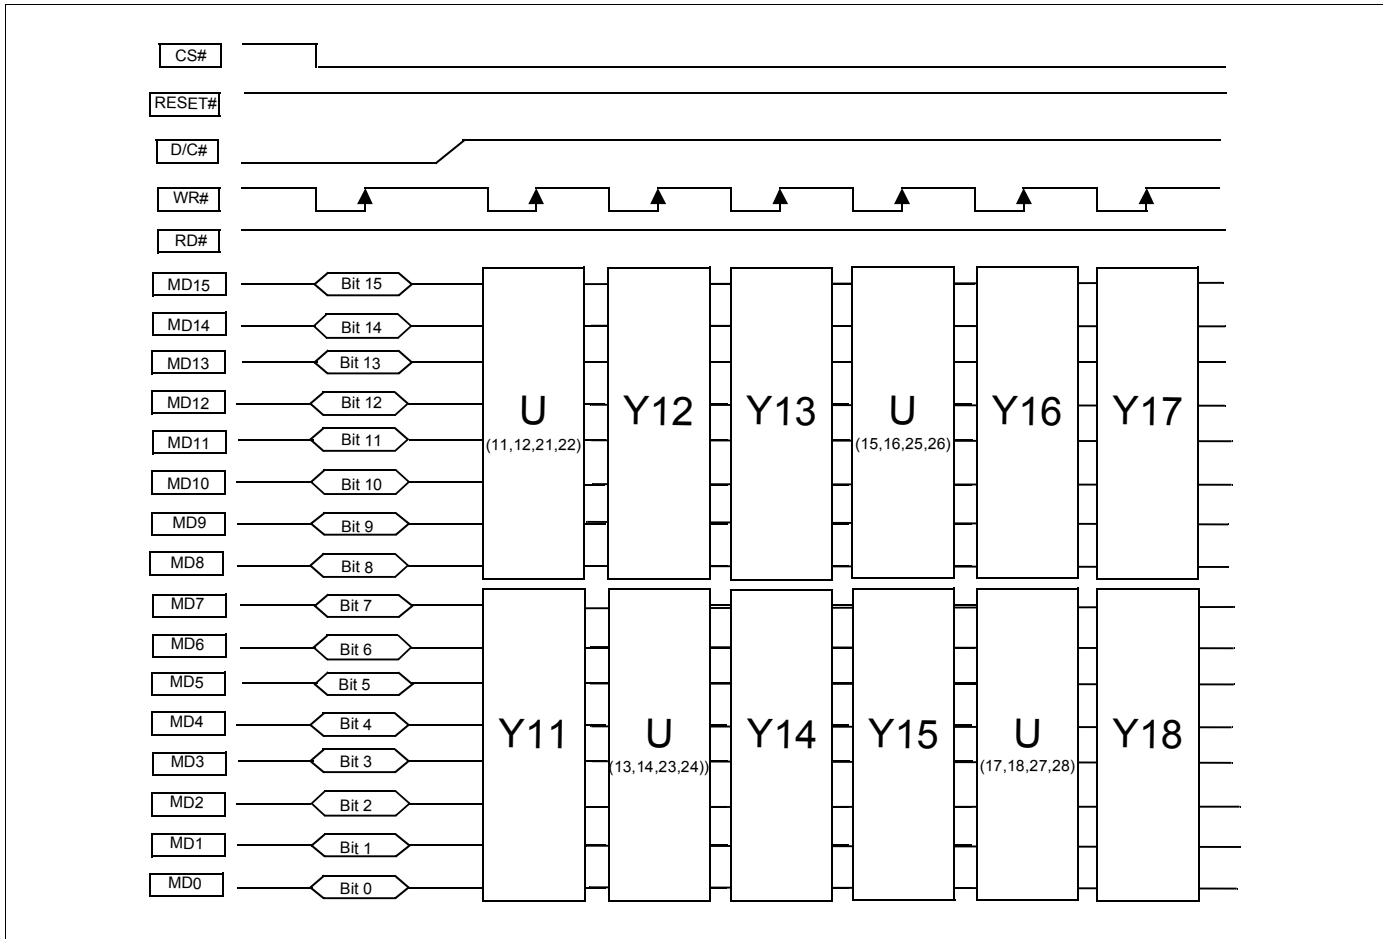 CS#
RESET#
D/C#
WR#
RD#
MD15 Bit 15
MD14 Bit 14
MD13 Bit 13
MD12 Bit 12
U Y12 Y13 U Y16 Y17
MD11 Bit 11
(11,12,21,22) (15,16,25,26)
MD10 Bit 10
MD9 Bit 9
MD8 Bit 8
MD7 Bit 7
MD6 Bit 6
MD5 Bit 5
MD4 Bit 4
Y11 U Y14 Y15 U Y18
MD3 Bit 3
(13,14,23,24)) (17,18,27,28)
MD2 Bit 2
MD1 Bit 1
MD0 Bit 0